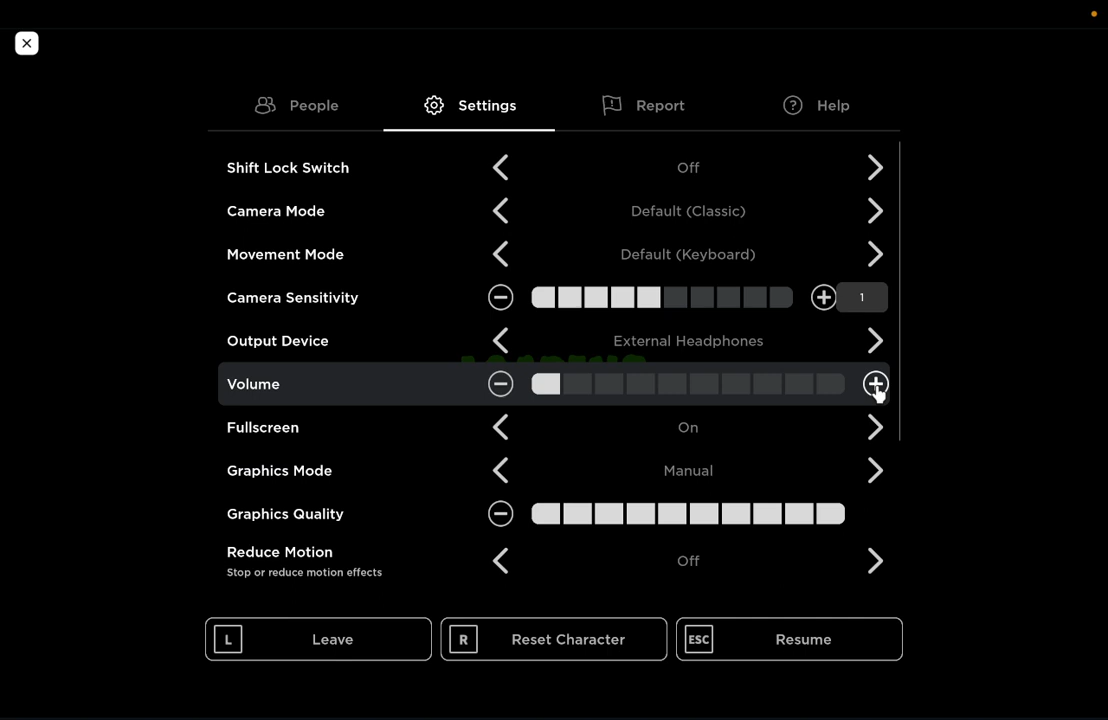 People
Settings
Report
Help
Shift Lock Switch Off
Camera Mode Default (Classic)
Movement Mode Default (Keyboard)
Camera Sensitivity 1
Output Device External Headphones
Volume
Fullscreen On
Graphics Mode Manual
Graphics Quality
Reduce Motion Off
Stop or reduce motion effects
L Leave
R Reset Character
ESC Resume